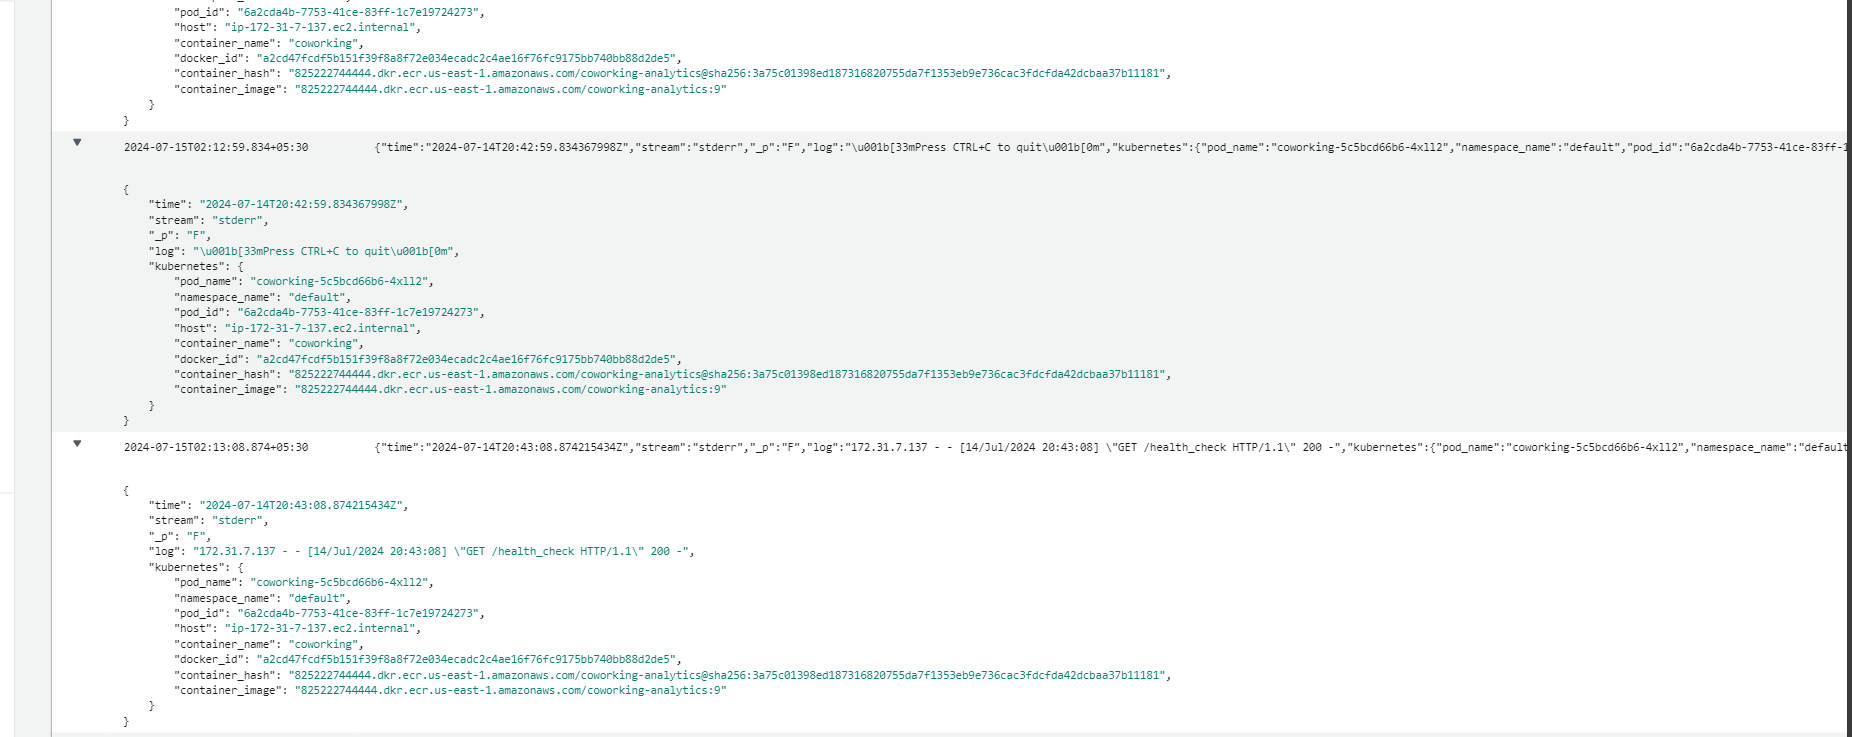 "pod_id": "6a2cda4b-7753-41ce-83ff-1c7e19724273",
"host": "ip-172-31-7-137.ec2.internal",
"container_name": "coworking",
"docker_id": "a2cd47fcdf5b151f39f8a8f72e034ecadc2c4ae16f76fc9175bb740bb88d2de5",
"container_hash": "825222744444.dkr.ecr.us-east-1.amazonaws.com/coworking-analytics@sha256:3a75c01398ed187316820755da7f1353eb9e736cac3fdcfda42dcbaa37b11181",
"container_image": "825222744444.dkr.ecr.us-east-1.amazonaws.com/coworking-analytics:9"
}
}
2024-07-15T02:12:59.834+05:30 {"time":"2024-07-14T20:42:59.834367998Z","stream":"stderr","_p":"F","log":"\u001b[33mPress CTRL+C to quit\u001b[0m","kubernetes":{"pod_name":"coworking-5c5bcd66b6-4xll2","namespace_name":"default","pod_id":"6a2cda4b-7753-41ce-83ff-1
{
"time": "2024-07-14T20:42:59.834367998Z",
"stream": "stderr",
"_p": "F",
"log": "\u001b[33mPress CTRL+C to quit\u001b[0m",
"kubernetes": {
"pod_name": "coworking-5c5bcd66b6-4xll2",
"namespace_name": "default",
"pod_id": "6a2cda4b-7753-41ce-83ff-1c7e19724273",
"host": "ip-172-31-7-137.ec2.internal",
"container_name": "coworking",
"docker_id": "a2cd47fcdf5b151f39f8a8f72e034ecadc2c4ae16f76fc9175bb740bb88d2de5",
"container_hash": "825222744444.dkr.ecr.us-east-1.amazonaws.com/coworking-analytics@sha256:3a75c01398ed187316820755da7f1353eb9e736cac3fdcfda42dcbaa37b11181",
"container_image": "825222744444.dkr.ecr.us-east-1.amazonaws.com/coworking-analytics:9"
}
}
2024-07-15T02:13:08.874+05:30 {"time":"2024-07-14T20:43:08.874215434Z","stream":"stderr","_p":"F","log":"172.31.7.137 - - [14/Jul/2024 20:43:08] \"GET /health_check HTTP/1.1\" 200 -","kubernetes":{"pod_name":"coworking-5c5bcd66b6-4xll2","namespace_name":"default
{
"time": "2024-07-14T20:43:08.874215434Z",
"stream": "stderr",
"_p": "F",
"log": "172.31.7.137 - - [14/Jul/2024 20:43:08] \"GET /health_check HTTP/1.1\" 200 -",
"kubernetes": {
"pod_name": "coworking-5c5bcd66b6-4xll2",
"namespace_name": "default",
"pod_id": "6a2cda4b-7753-41ce-83ff-1c7e19724273",
"host": "ip-172-31-7-137.ec2.internal",
"container_name": "coworking",
"docker_id": "a2cd47fcdf5b151f39f8a8f72e034ecadc2c4ae16f76fc9175bb740bb88d2de5",
"container_hash": "825222744444.dkr.ecr.us-east-1.amazonaws.com/coworking-analytics@sha256:3a75c01398ed187316820755da7f1353eb9e736cac3fdcfda42dcbaa37b11181",
"container_image": "825222744444.dkr.ecr.us-east-1.amazonaws.com/coworking-analytics:9"
}
}